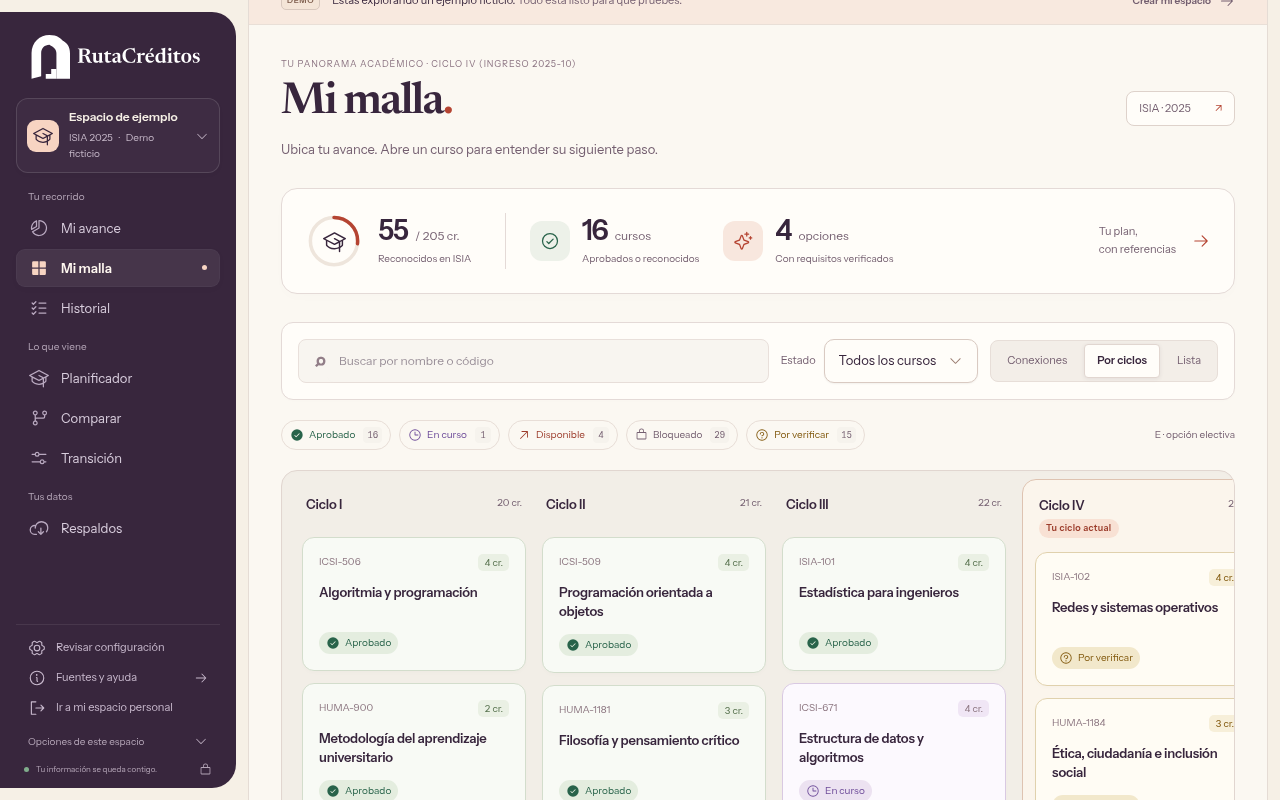 RutaCréditos
Espacio de ejemplo
ISIA 2025 · Demo
ficticio
Tu recorrido
Mi avance
Mi malla
Historial
Lo que viene
Planificador
Comparar
Transición
Tus datos
Respaldos
Revisar configuración
Fuentes y ayuda
Ir a mi espacio personal
Opciones de este espacio
Tu información se queda contigo.
DEMO Estás explorando un ejemplo ficticio. Todo está listo para que pruebes. Crear mi espacio
TU PANORAMA ACADÉMICO · CICLO IV (INGRESO 2025-10)
Mi malla.
ISIA · 2025
Ubica tu avance. Abre un curso para entender su siguiente paso.
55 / 205 cr.
Reconocidos en ISIA
16 cursos
Aprobados o reconocidos
4 opciones
Con requisitos verificados
Tu plan,
con referencias
Buscar por nombre o código
Estado
Todos los cursos
Conexiones
Por ciclos
Lista
Aprobado 16
En curso 1
Disponible 4
Bloqueado 29
Por verificar 15
E · opción electiva
Ciclo I 20 cr.
ICSI-506 4 cr.
Algoritmia y programación
Aprobado
HUMA-900 2 cr.
Metodología del aprendizaje
universitario
Aprobado
Ciclo II 21 cr.
ICSI-509 4 cr.
Programación orientada a
objetos
Aprobado
HUMA-1181 3 cr.
Filosofía y pensamiento crítico
Aprobado
Ciclo III 22 cr.
ISIA-101 4 cr.
Estadística para ingenieros
Aprobado
ICSI-671 4 cr.
Estructura de datos y
algoritmos
En curso
Ciclo IV 2
Tu ciclo actual
ISIA-102 4 cr.
Redes y sistemas operativos
Por verificar
HUMA-1184 3 cr.
Ética, ciudadanía e inclusión
social